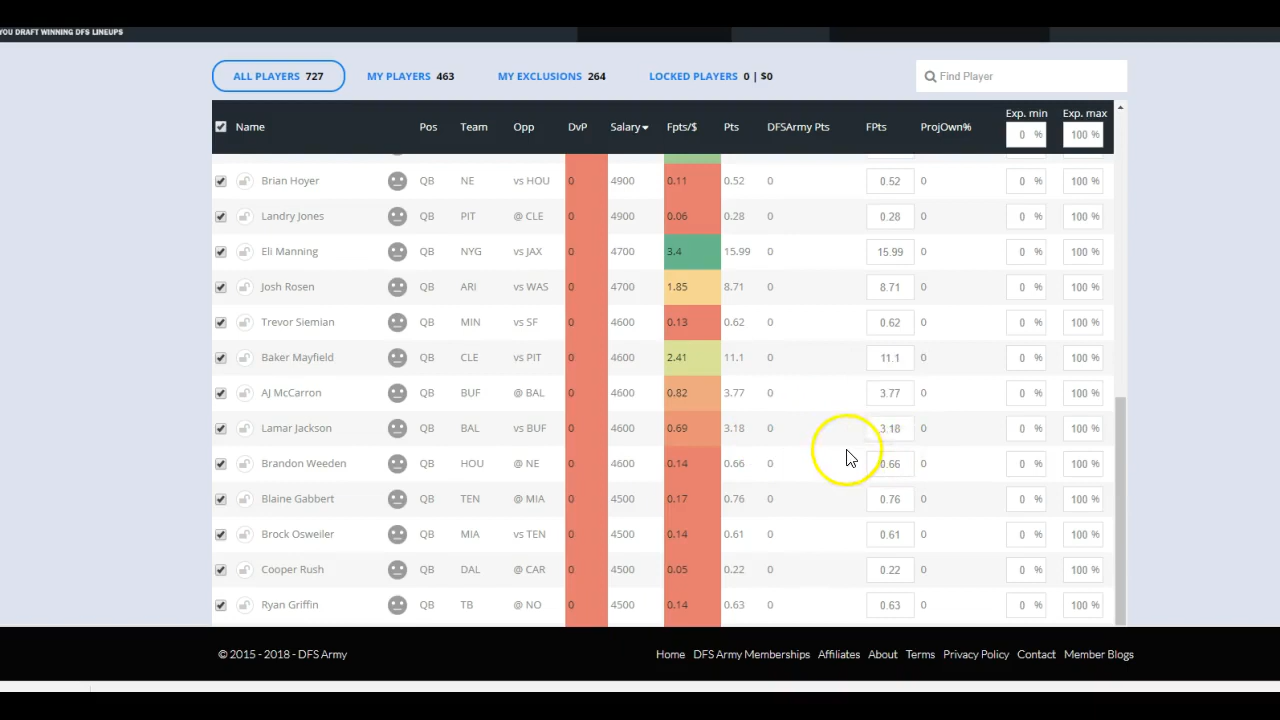 YOU DRAFT WINNING DFS LINEUPS
ALL PLAYERS 727 MY PLAYERS 463 MY EXCLUSIONS 264 LOCKED PLAYERS 0 | $0 Find Player
Name Pos Team Opp DvP Salary Fpts/$ Pts DFSArmy Pts FPts ProjOwn% Exp. min 0 % Exp. max 100 %
Brian Hoyer QB NE vs HOU 0 4900 0.11 0.52 0 0.52 0 0 % 100 %
Landry Jones QB PIT @ CLE 0 4900 0.06 0.28 0 0.28 0 0 % 100 %
Eli Manning QB NYG vs JAX 0 4700 3.4 15.99 0 15.99 0 0 % 100 %
Josh Rosen QB ARI vs WAS 0 4700 1.85 8.71 0 8.71 0 0 % 100 %
Trevor Siemian QB MIN vs SF 0 4600 0.13 0.62 0 0.62 0 0 % 100 %
Baker Mayfield QB CLE vs PIT 0 4600 2.41 11.1 0 11.1 0 0 % 100 %
AJ McCarron QB BUF @ BAL 0 4600 0.82 3.77 0 3.77 0 0 % 100 %
Lamar Jackson QB BAL vs BUF 0 4600 0.69 3.18 0 3.18 0 0 % 100 %
Brandon Weeden QB HOU @ NE 0 4600 0.14 0.66 0 0.66 0 0 % 100 %
Blaine Gabbert QB TEN @ MIA 0 4500 0.17 0.76 0 0.76 0 0 % 100 %
Brock Osweiler QB MIA vs TEN 0 4500 0.14 0.61 0 0.61 0 0 % 100 %
Cooper Rush QB DAL @ CAR 0 4500 0.05 0.22 0 0.22 0 0 % 100 %
Ryan Griffin QB TB @ NO 0 4500 0.14 0.63 0 0.63 0 0 % 100 %
© 2015 - 2018 - DFS Army Home DFS Army Memberships Affiliates About Terms Privacy Policy Contact Member Blogs